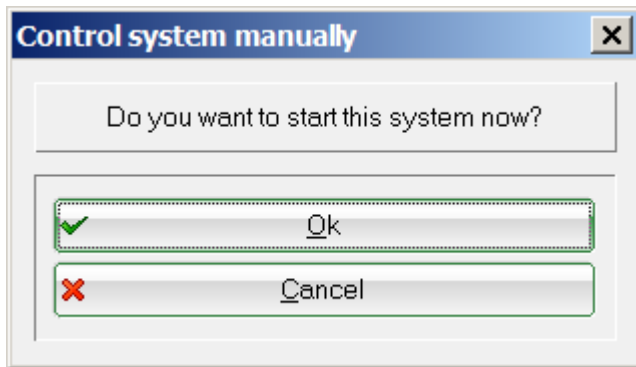 Control system manually
Do you want to start this system now?
Ok
Cancel